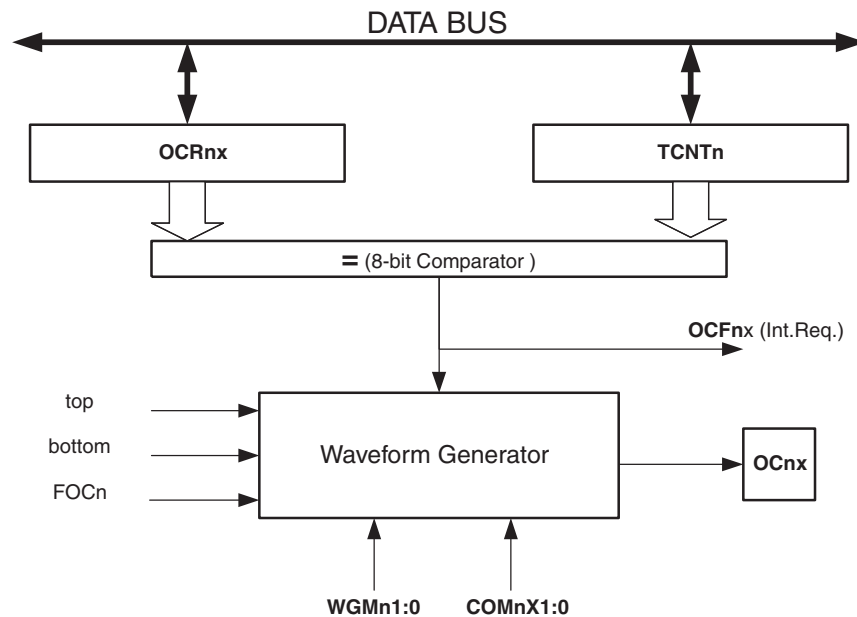 DATA BUS
OCRnx
TCNTn
= (8-bit Comparator )
OCFnx (Int.Req.)
top
bottom
FOCn
Waveform Generator
OCnx
WGMn1:0
COMnX1:0